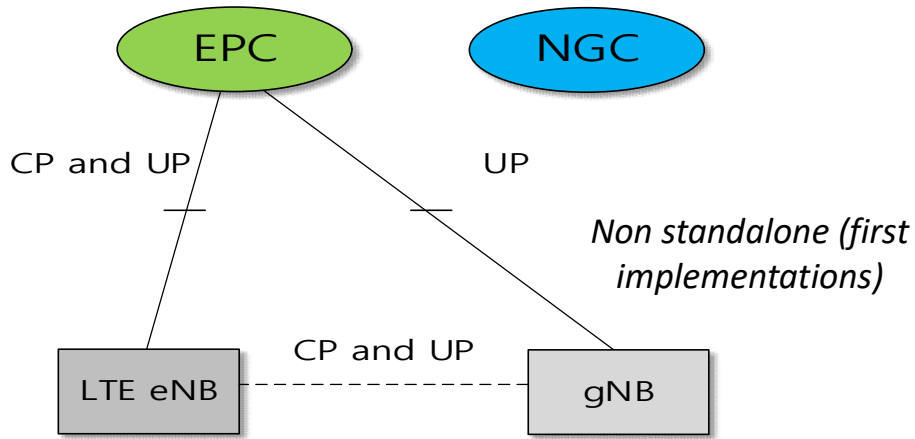 EPC
NGC
CP and UP
UP
Non standalone (first
implementations)
CP and UP
LTE eNB
gNB